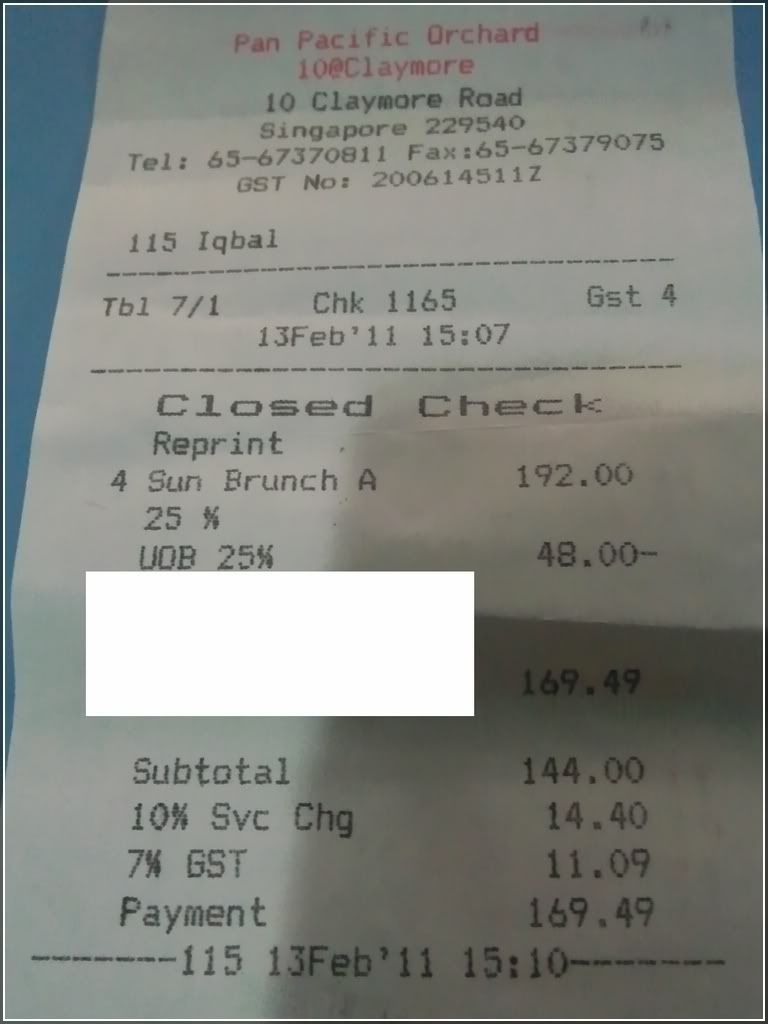 Pan Pacific Orchard
10@Claymore
10 Claymore Road
Singapore 229540
Tel: 65-67370811 Fax:65-67379075
GST No: 200614511Z
115 Iqbal
Tbl 7/1 Chk 1165 Gst 4
13Feb'11 15:07
Closed Check
Reprint
4 Sun Brunch A 192.00
25 %
UOB 25% 48.00-
169.49
Subtotal 144.00
10% Svc Chg 14.40
7% GST 11.09
Payment 169.49
-------115 13Feb'11 15:10-------